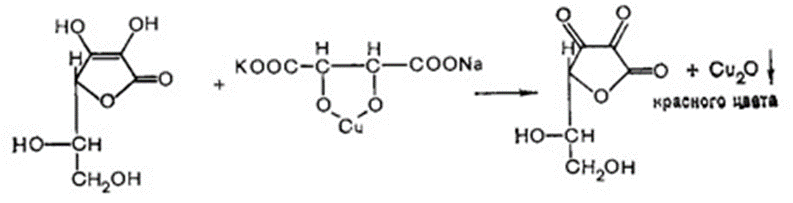 HO OH
H
O
O
HO—CH
CH₂OH
+
H H
KOOC—C—C—COONa
O O
Cu
O O
H
O
O
HO—CH
CH₂OH
+ Cu₂O↓
красного цвета